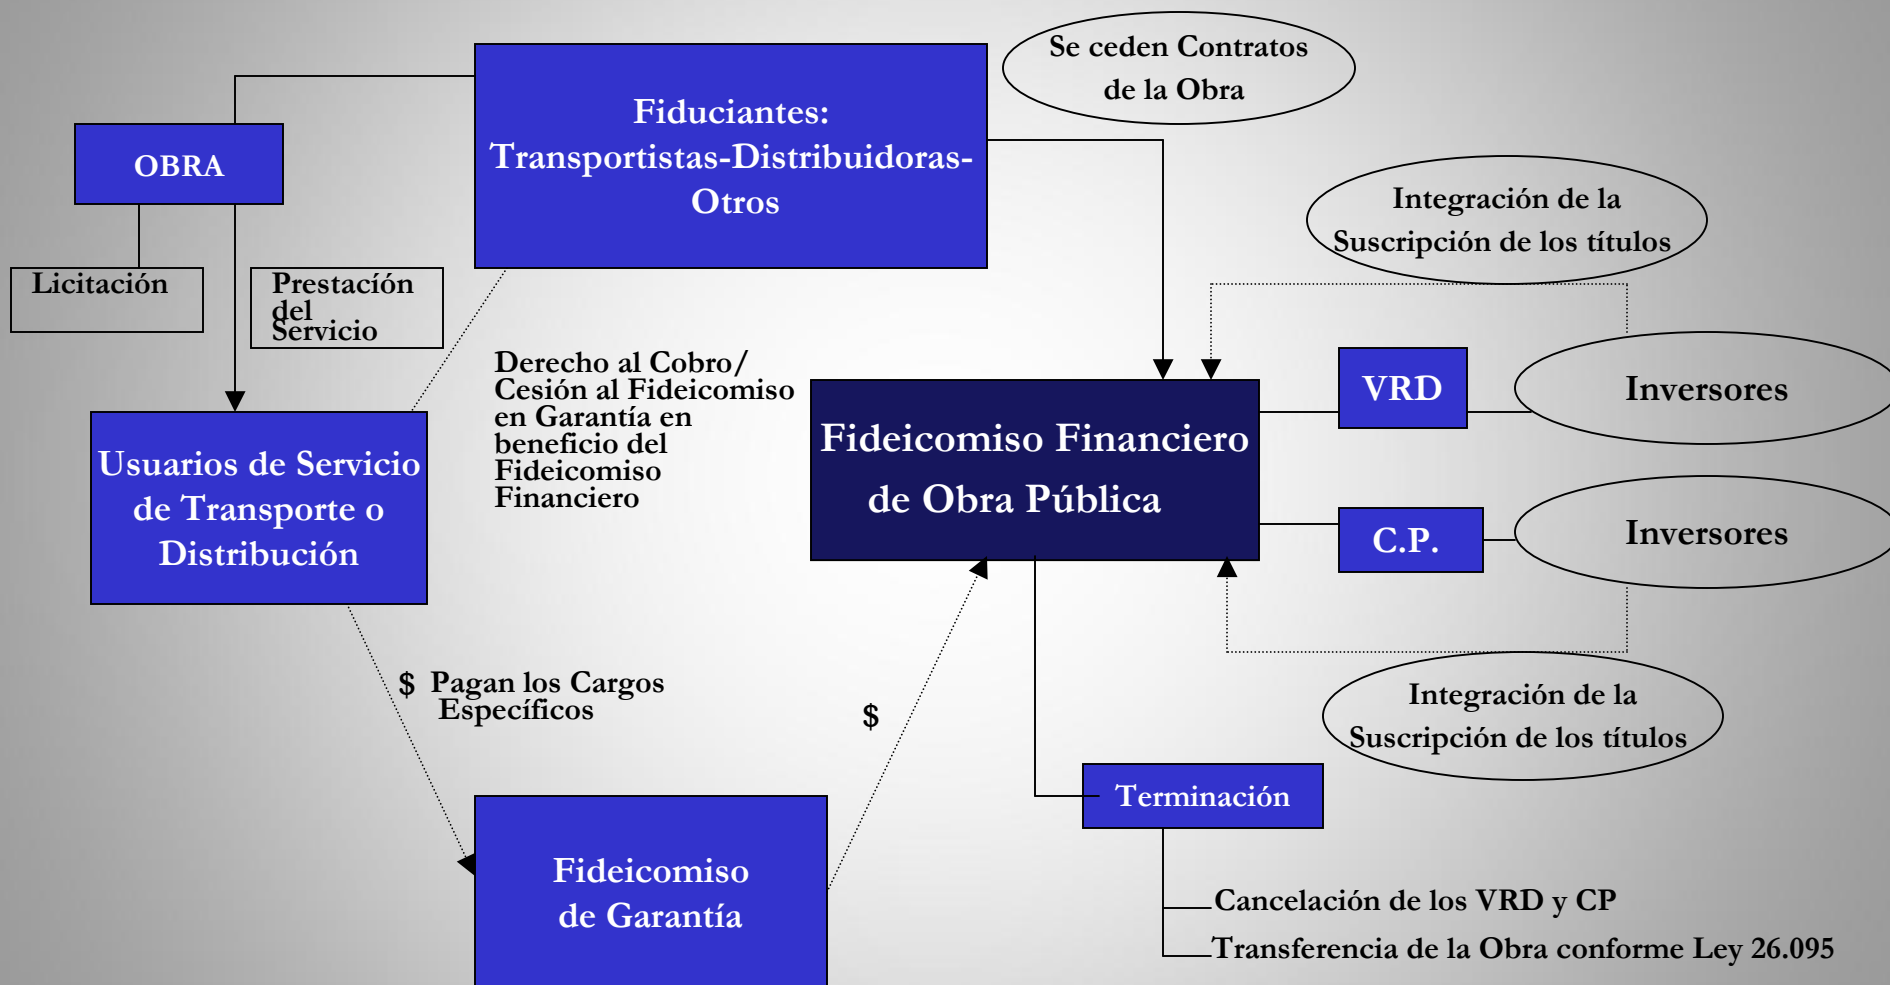 Fiduciantes:
Transportistas-Distribuidoras-
Otros
Se ceden Contratos
de la Obra
OBRA
Licitación
Prestacíón
del
Servicio
Integración de la
Suscripción de los títulos
Derecho al Cobro/
Cesión al Fideicomiso
en Garantía en
beneficio del
Fideicomiso
Financiero
VRD
Inversores
Usuarios de Servicio
de Transporte o
Distribución
Fideicomiso Financiero
de Obra Pública
C.P.
Inversores
$ Pagan los Cargos
Específicos
$
Integración de la
Suscripción de los títulos
Terminación
Fideicomiso
de Garantía
Cancelación de los VRD y CP
Transferencia de la Obra conforme Ley 26.095